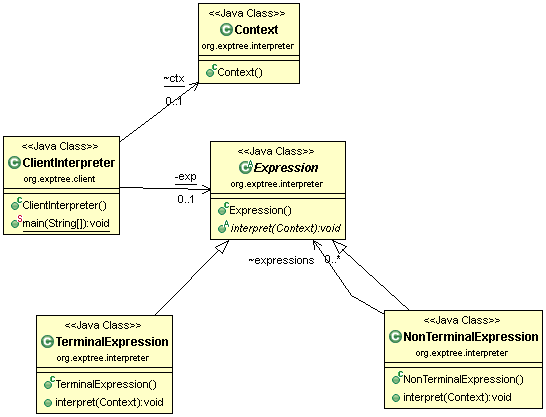 <<Java Class>>
Context
org.exptree.interpreter
Context()
~ctx
0..1
<<Java Class>>
ClientInterpreter
org.exptree.client
ClientInterpreter()
main(String[]):void
-exp
0..1
<<Java Class>>
Expression
org.exptree.interpreter
Expression()
interpret(Context):void
~expressions
0..*
<<Java Class>>
TerminalExpression
org.exptree.interpreter
TerminalExpression()
interpret(Context):void
<<Java Class>>
NonTerminalExpression
org.exptree.interpreter
NonTerminalExpression()
interpret(Context):void